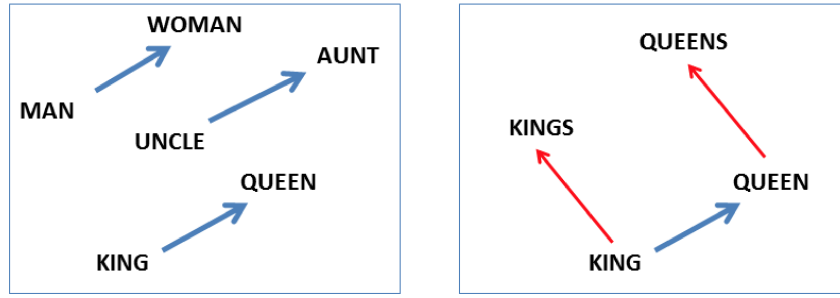 WOMAN
AUNT
MAN
UNCLE
QUEEN
KING
QUEENS
KINGS
QUEEN
KING